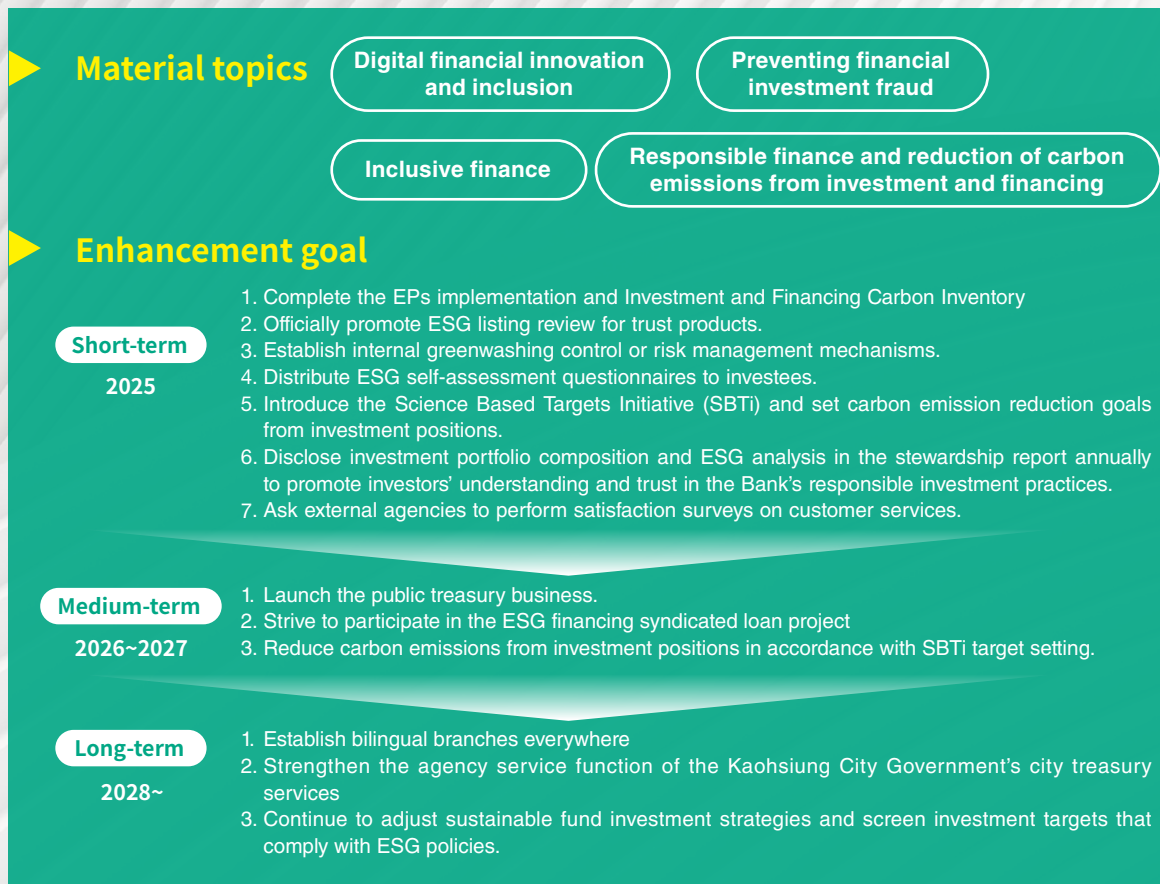 Material topics
Digital financial innovation
and inclusion
Preventing financial
investment fraud
Inclusive finance
Responsible finance and reduction of carbon
emissions from investment and financing
Enhancement goal
Short-term
2025
1. Complete the EPs implementation and Investment and Financing Carbon Inventory
2. Officially promote ESG listing review for trust products.
3. Establish internal greenwashing control or risk management mechanisms.
4. Distribute ESG self-assessment questionnaires to investees.
5. Introduce the Science Based Targets Initiative (SBTi) and set carbon emission reduction goals
from investment positions.
6. Disclose investment portfolio composition and ESG analysis in the stewardship report annually
to promote investors’ understanding and trust in the Bank’s responsible investment practices.
7. Ask external agencies to perform satisfaction surveys on customer services.
Medium-term
2026~2027
1. Launch the public treasury business.
2. Strive to participate in the ESG financing syndicated loan project
3. Reduce carbon emissions from investment positions in accordance with SBTi target setting.
Long-term
2028~
1. Establish bilingual branches everywhere
2. Strengthen the agency service function of the Kaohsiung City Government’s city treasury
services
3. Continue to adjust sustainable fund investment strategies and screen investment targets that
comply with ESG policies.